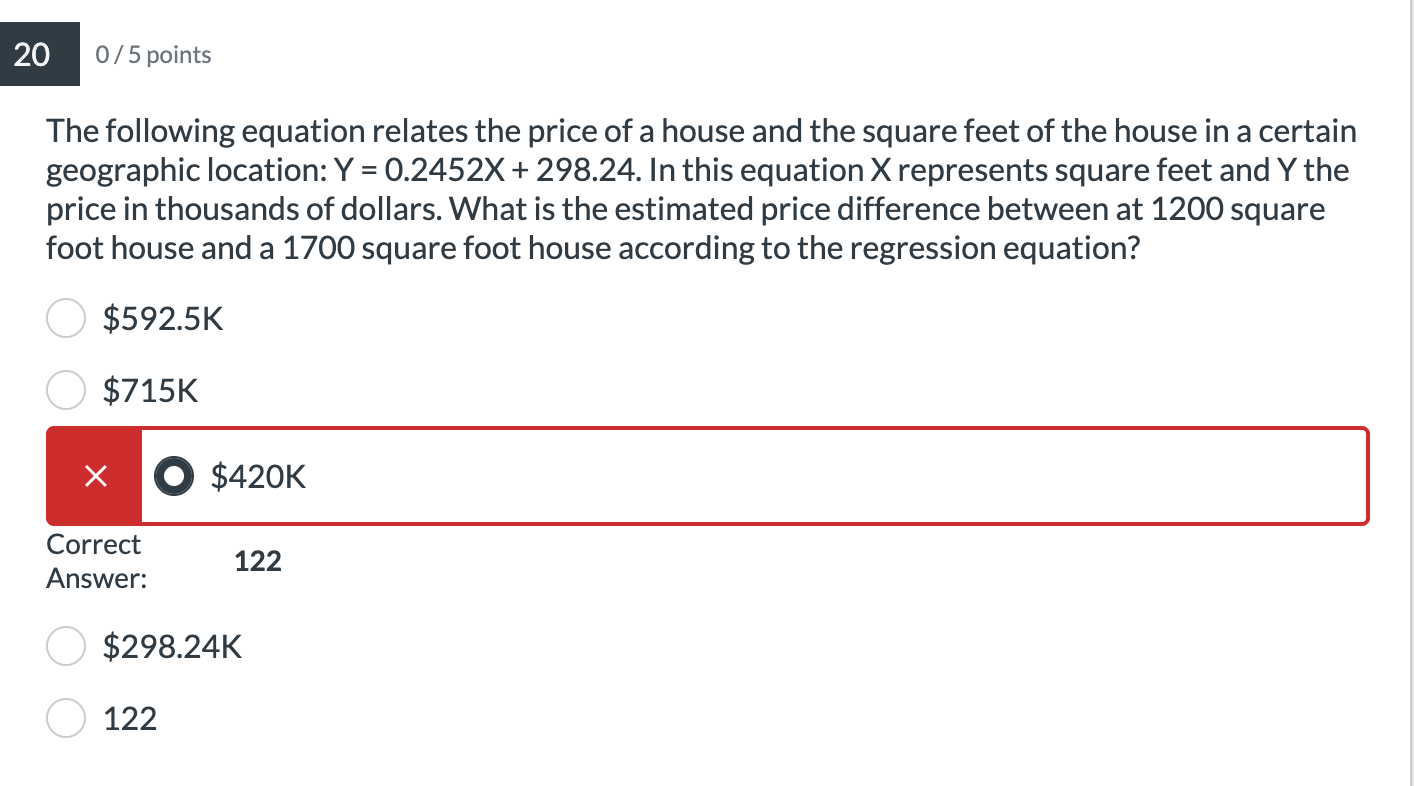 20
0 / 5 points
The following equation relates the price of a house and the square feet of the house in a certain
geographic location: Y = 0.2452X + 298.24. In this equation X represents square feet and Y the
price in thousands of dollars. What is the estimated price difference between at 1200 square
foot house and a 1700 square foot house according to the regression equation?
$592.5K
$715K
$420K
Correct
Answer:
122
$298.24K
122